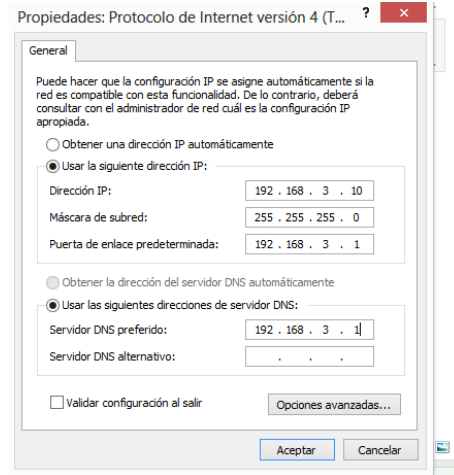 Propiedades: Protocolo de Internet versión 4 (T...
General
Puede hacer que la configuración IP se asigne automáticamente si la
red es compatible con esta funcionalidad. De lo contrario, deberá
consultar con el administrador de red cuál es la configuración IP
apropiada.
Obtener una dirección IP automáticamente
Usar la siguiente dirección IP:
Dirección IP: 192 . 168 . 3 . 10
Máscara de subred: 255 . 255 . 255 . 0
Puerta de enlace predeterminada: 192 . 168 . 3 . 1
Obtener la dirección del servidor DNS automáticamente
Usar las siguientes direcciones de servidor DNS:
Servidor DNS preferido: 192 . 168 . 3 . 1
Servidor DNS alternativo: . . .
Validar configuración al salir
Opciones avanzadas...
Aceptar Cancelar